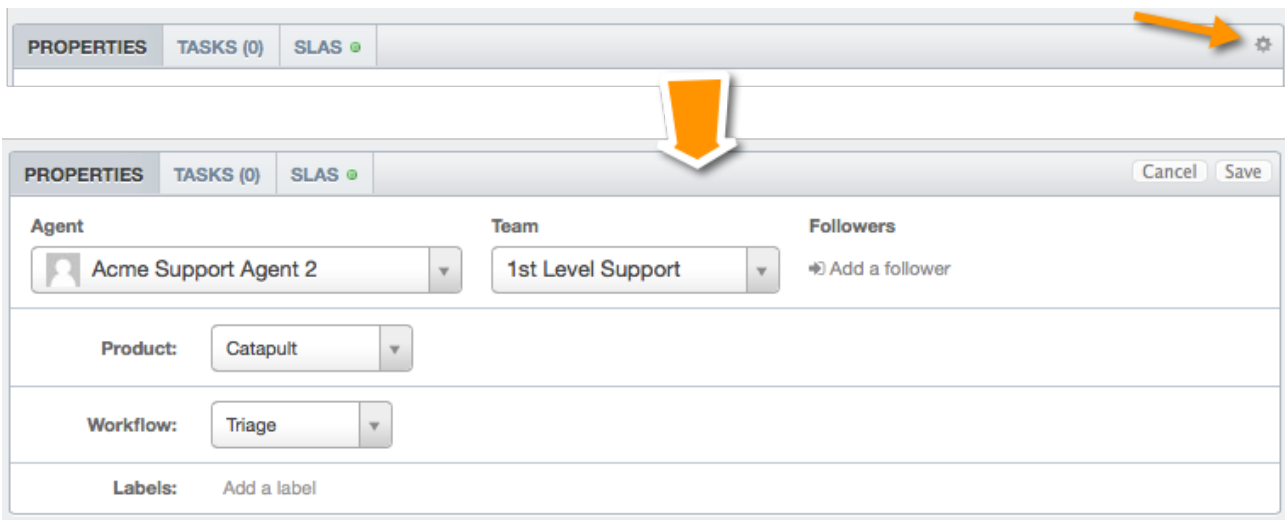 PROPERTIES TASKS (0) SLAS
PROPERTIES TASKS (0) SLAS Cancel Save
Agent Team Followers
Acme Support Agent 2 1st Level Support Add a follower
Product: Catapult
Workflow: Triage
Labels: Add a label